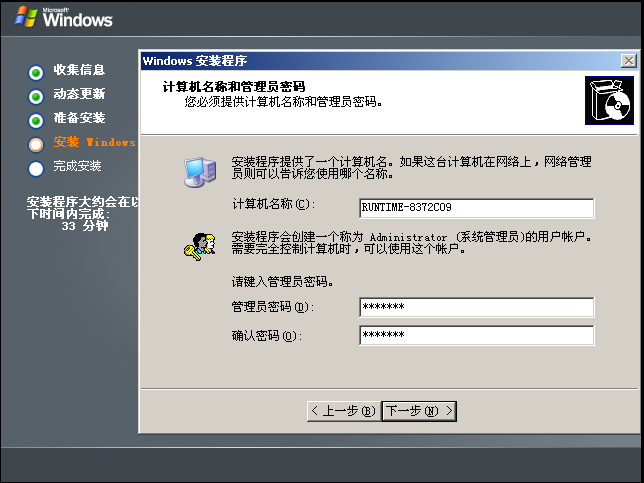 Microsoft
Windows
收集信息
动态更新
准备安装
安装 Windows
完成安装
安装程序大约会在以
下时间内完成:
33 分钟
Windows 安装程序
计算机名称和管理员密码
您必须提供计算机名称和管理员密码。
安装程序提供了一个计算机名。如果这台计算机在网络上，网络管理
员则可以告诉您使用哪个名称。
计算机名称(C):
RUNTIME-8372C09
安装程序会创建一个称为 Administrator (系统管理员)的用户帐户。
需要完全控制计算机时，可以使用这个帐户。
请键入管理员密码。
管理员密码(D):
*******
确认密码(O):
*******
< 上一步(B)
下一步(N) >